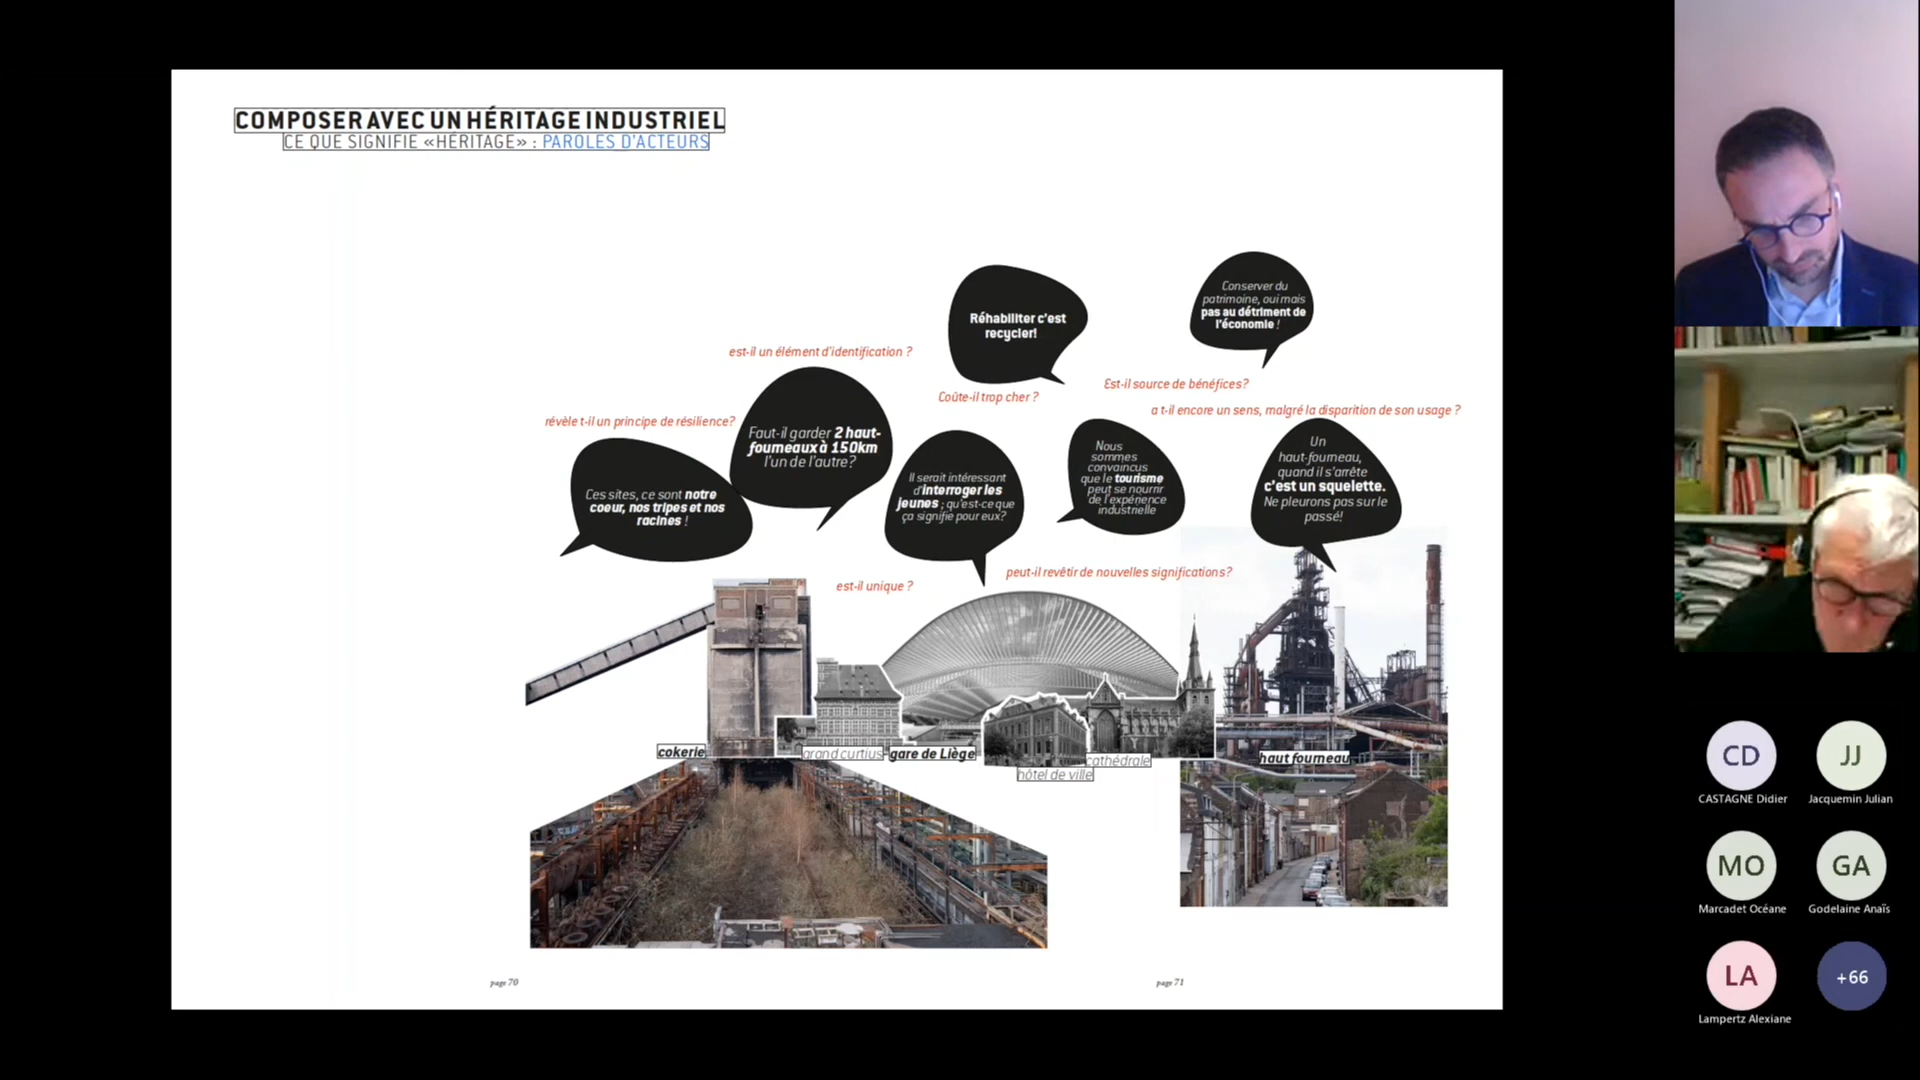 COMPOSER AVEC UN HÉRITAGE INDUSTRIEL
CE QUE SIGNIFIE «HÉRITAGE» : PAROLES D'ACTEURS
Conserver du
patrimoine, oui mais
pas au détriment de
l'économie !
Réhabiliter c'est
recycler!
est-il un élément d'identification ?
Est-il source de bénéfices?
Coûte-il trop cher ?
a t-il encore un sens, malgré la disparition de son usage ?
révèle t-il un principe de résilience?
Faut-il garder 2 haut-
fourneaux à 150km
l'un de l'autre?
Ces sites, ce sont notre
coeur, nos tripes et nos
racines !
Il serait intéressant
d'interroger les
jeunes ; qu'est-ce que
ça signifie pour eux?
Nous
sommes
convaincus
que le tourisme
peut se nourrir
de l'expérience
industrielle
Un
haut-fourneau,
quand il s'arrête
c'est un squelette.
Ne pleurons pas sur le
passé!
est-il unique ?
peut-il revêtir de nouvelles significations?
cokerie
grand curtius
gare de Liège
hôtel de ville
cathédrale
haut fourneau
page 70
page 71
CD
CASTAGNE Didier
JJ
Jacquemin Julian
MO
Marcadet Océane
GA
Godelaine Anaïs
LA
Lampertz Alexiane
+66